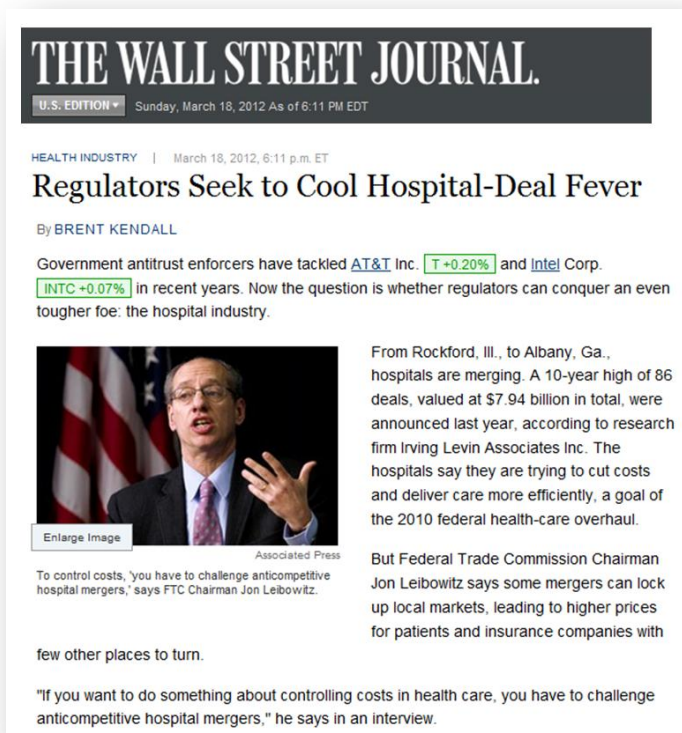 THE WALL STREET JOURNAL.
U.S. EDITION ▾ Sunday, March 18, 2012 As of 6:11 PM EDT
HEALTH INDUSTRY | March 18, 2012, 6:11 p.m. ET
Regulators Seek to Cool Hospital-Deal Fever
By BRENT KENDALL
Government antitrust enforcers have tackled AT&T Inc. T +0.20% and Intel Corp.
INTC +0.07% in recent years. Now the question is whether regulators can conquer an even
tougher foe: the hospital industry.
Enlarge Image
Associated Press
To control costs, 'you have to challenge anticompetitive
hospital mergers,' says FTC Chairman Jon Leibowitz.
From Rockford, Ill., to Albany, Ga.,
hospitals are merging. A 10-year high of 86
deals, valued at $7.94 billion in total, were
announced last year, according to research
firm Irving Levin Associates Inc. The
hospitals say they are trying to cut costs
and deliver care more efficiently, a goal of
the 2010 federal health-care overhaul.
But Federal Trade Commission Chairman
Jon Leibowitz says some mergers can lock
up local markets, leading to higher prices
for patients and insurance companies with
few other places to turn.
"If you want to do something about controlling costs in health care, you have to challenge
anticompetitive hospital mergers," he says in an interview.